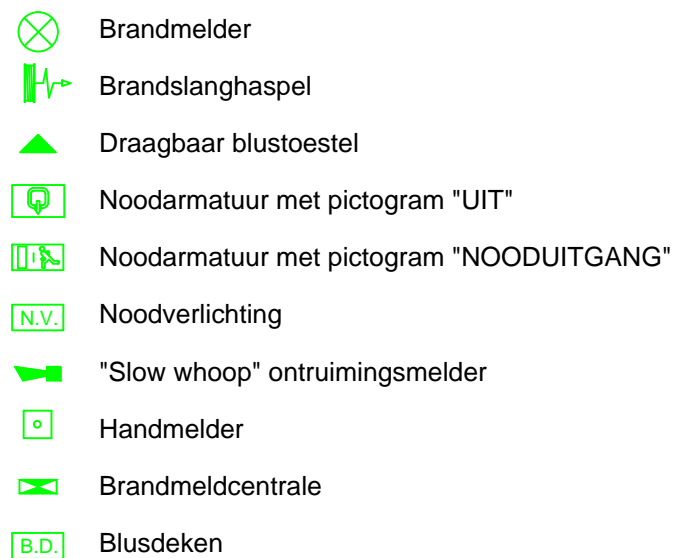 Brandmelder
Brandslanghaspel
Draagbaar blustoestel
Noodarmatuur met pictogram "UIT"
Noodarmatuur met pictogram "NOODUITGANG"
N.V. Noodverlichting
"Slow whoop" ontruimingsmelder
Handmelder
Brandmeldcentrale
B.D. Blusdeken